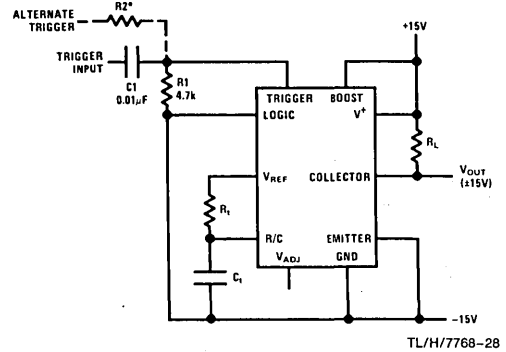 ALTERNATE
TRIGGER
R2*
TRIGGER
INPUT
C1
0.01µF
R1
4.7k
+15V
TRIGGER
BOOST
LOGIC
V+
RL
VREF
COLLECTOR
VOUT
(±15V)
Rt
R/C
EMITTER
VADJ
GND
Ct
-15V
TL/H/7768-28